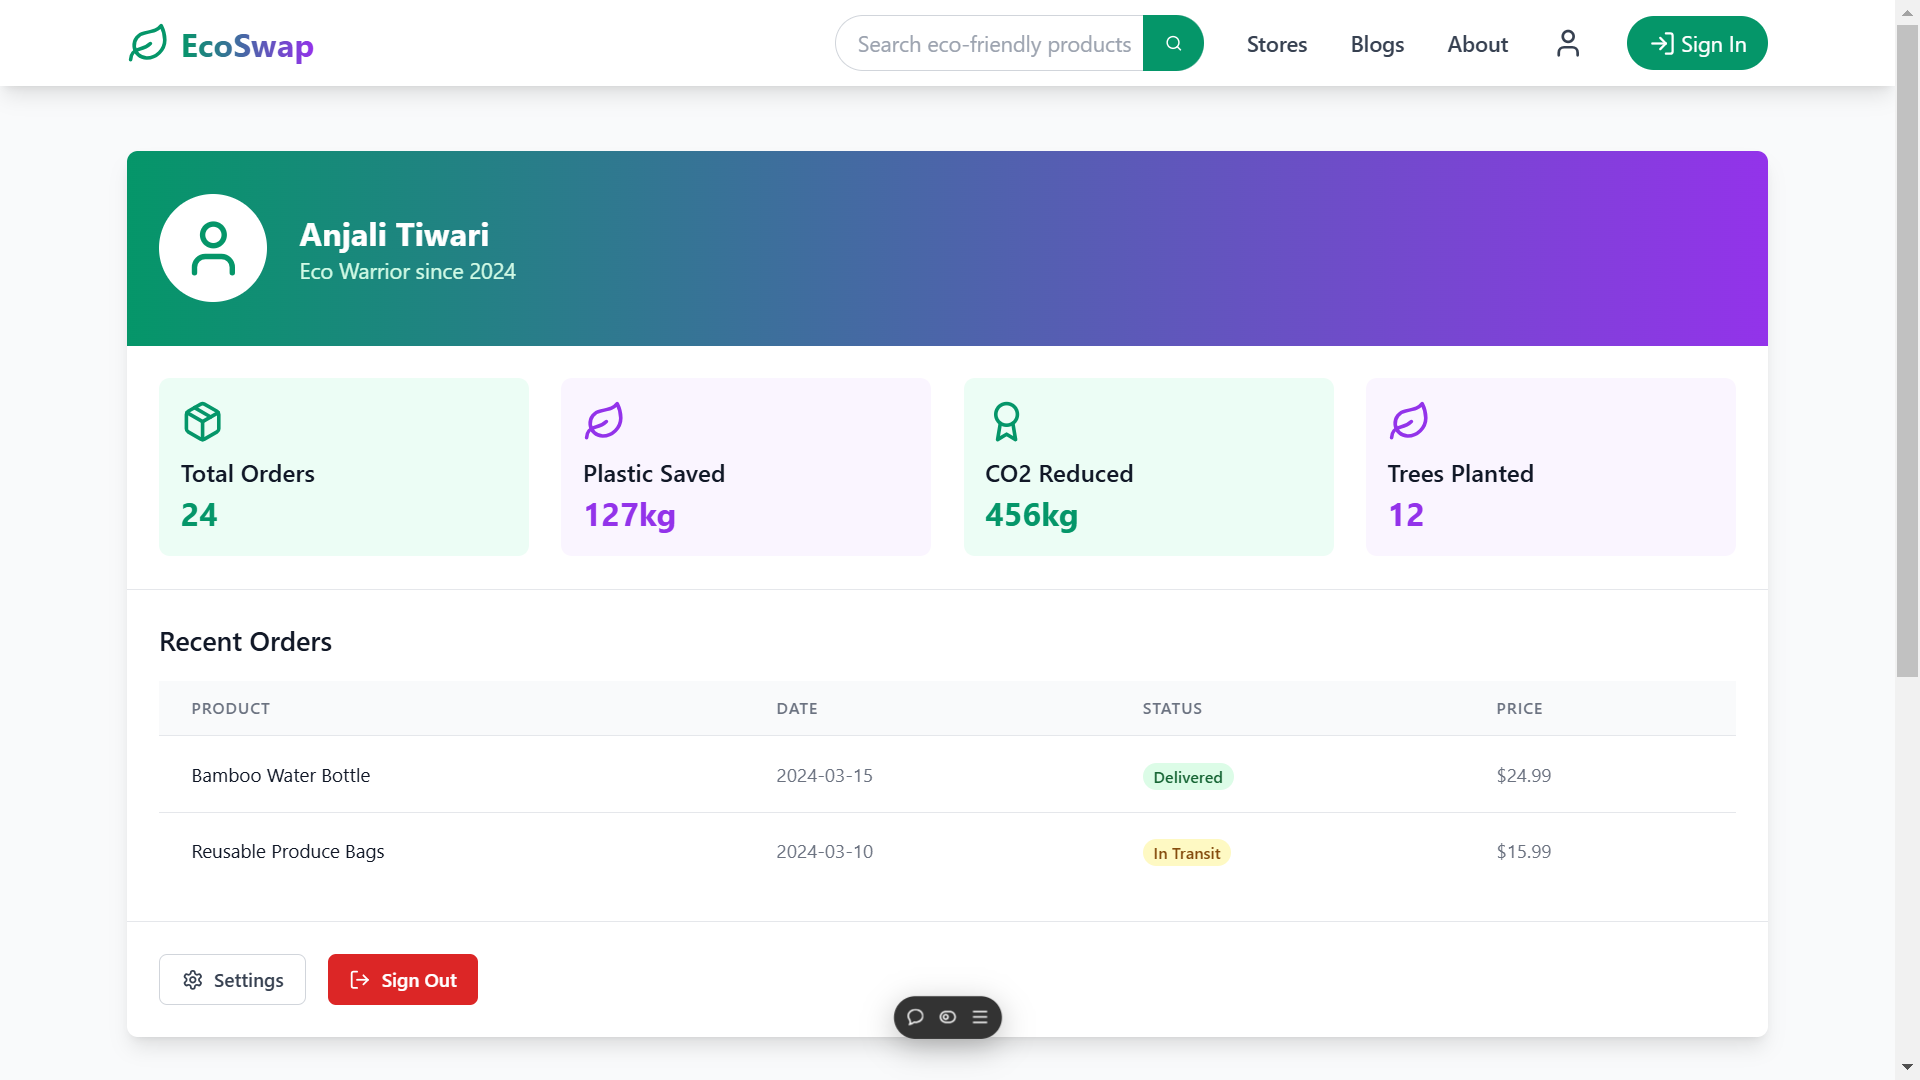 EcoSwap
Search eco-friendly products
Stores
Blogs
About
Sign In
Anjali Tiwari
Eco Warrior since 2024
Total Orders
24
Plastic Saved
127kg
CO2 Reduced
456kg
Trees Planted
12
Recent Orders
PRODUCT DATE STATUS PRICE
Bamboo Water Bottle 2024-03-15 Delivered $24.99
Reusable Produce Bags 2024-03-10 In Transit $15.99
Settings
Sign Out